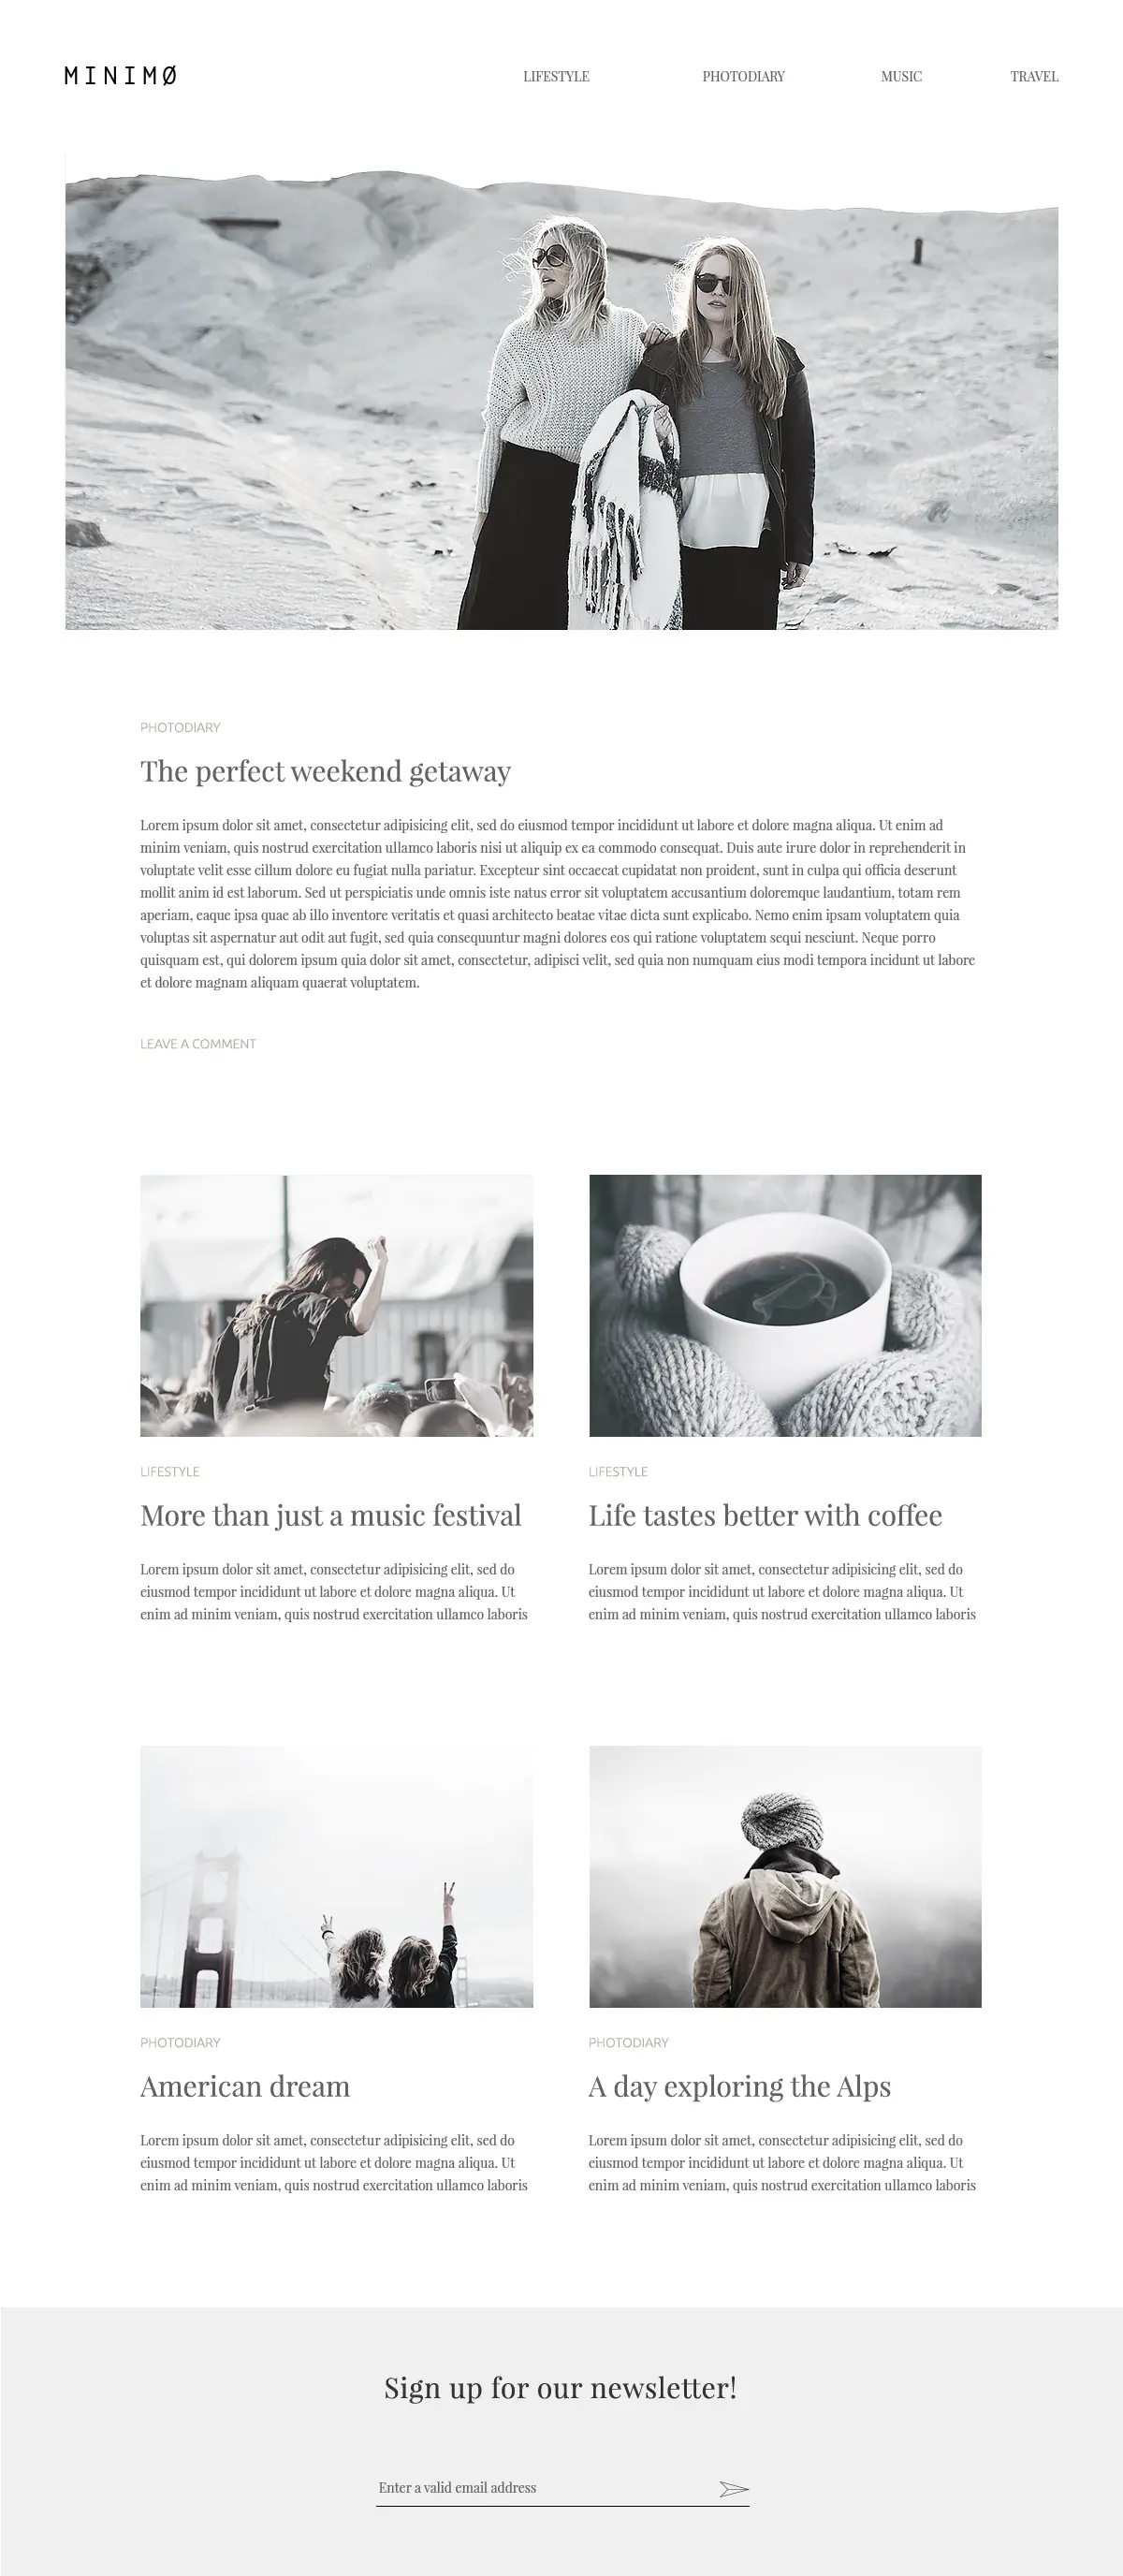 MINIMØ
LIFESTYLE PHOTODIARY MUSIC TRAVEL
PHOTODIARY
The perfect weekend getaway
Lorem ipsum dolor sit amet, consectetur adipisicing elit, sed do eiusmod tempor incididunt ut labore et dolore magna aliqua. Ut enim ad
minim veniam, quis nostrud exercitation ullamco laboris nisi ut aliquip ex ea commodo consequat. Duis aute irure dolor in reprehenderit in
voluptate velit esse cillum dolore eu fugiat nulla pariatur. Excepteur sint occaecat cupidatat non proident, sunt in culpa qui officia deserunt
mollit anim id est laborum. Sed ut perspiciatis unde omnis iste natus error sit voluptatem accusantium doloremque laudantium, totam rem
aperiam, eaque ipsa quae ab illo inventore veritatis et quasi architecto beatae vitae dicta sunt explicabo. Nemo enim ipsam voluptatem quia
voluptas sit aspernatur aut odit aut fugit, sed quia consequuntur magni dolores eos qui ratione voluptatem sequi nesciunt. Neque porro
quisquam est, qui dolorem ipsum quia dolor sit amet, consectetur, adipisci velit, sed quia non numquam eius modi tempora incidunt ut labore
et dolore magnam aliquam quaerat voluptatem.
LEAVE A COMMENT
LIFESTYLE
More than just a music festival
Lorem ipsum dolor sit amet, consectetur adipisicing elit, sed do
eiusmod tempor incididunt ut labore et dolore magna aliqua. Ut
enim ad minim veniam, quis nostrud exercitation ullamco laboris
LIFESTYLE
Life tastes better with coffee
Lorem ipsum dolor sit amet, consectetur adipisicing elit, sed do
eiusmod tempor incididunt ut labore et dolore magna aliqua. Ut
enim ad minim veniam, quis nostrud exercitation ullamco laboris
PHOTODIARY
American dream
Lorem ipsum dolor sit amet, consectetur adipisicing elit, sed do
eiusmod tempor incididunt ut labore et dolore magna aliqua. Ut
enim ad minim veniam, quis nostrud exercitation ullamco laboris
PHOTODIARY
A day exploring the Alps
Lorem ipsum dolor sit amet, consectetur adipisicing elit, sed do
eiusmod tempor incididunt ut labore et dolore magna aliqua. Ut
enim ad minim veniam, quis nostrud exercitation ullamco laboris
Sign up for our newsletter!
Enter a valid email address